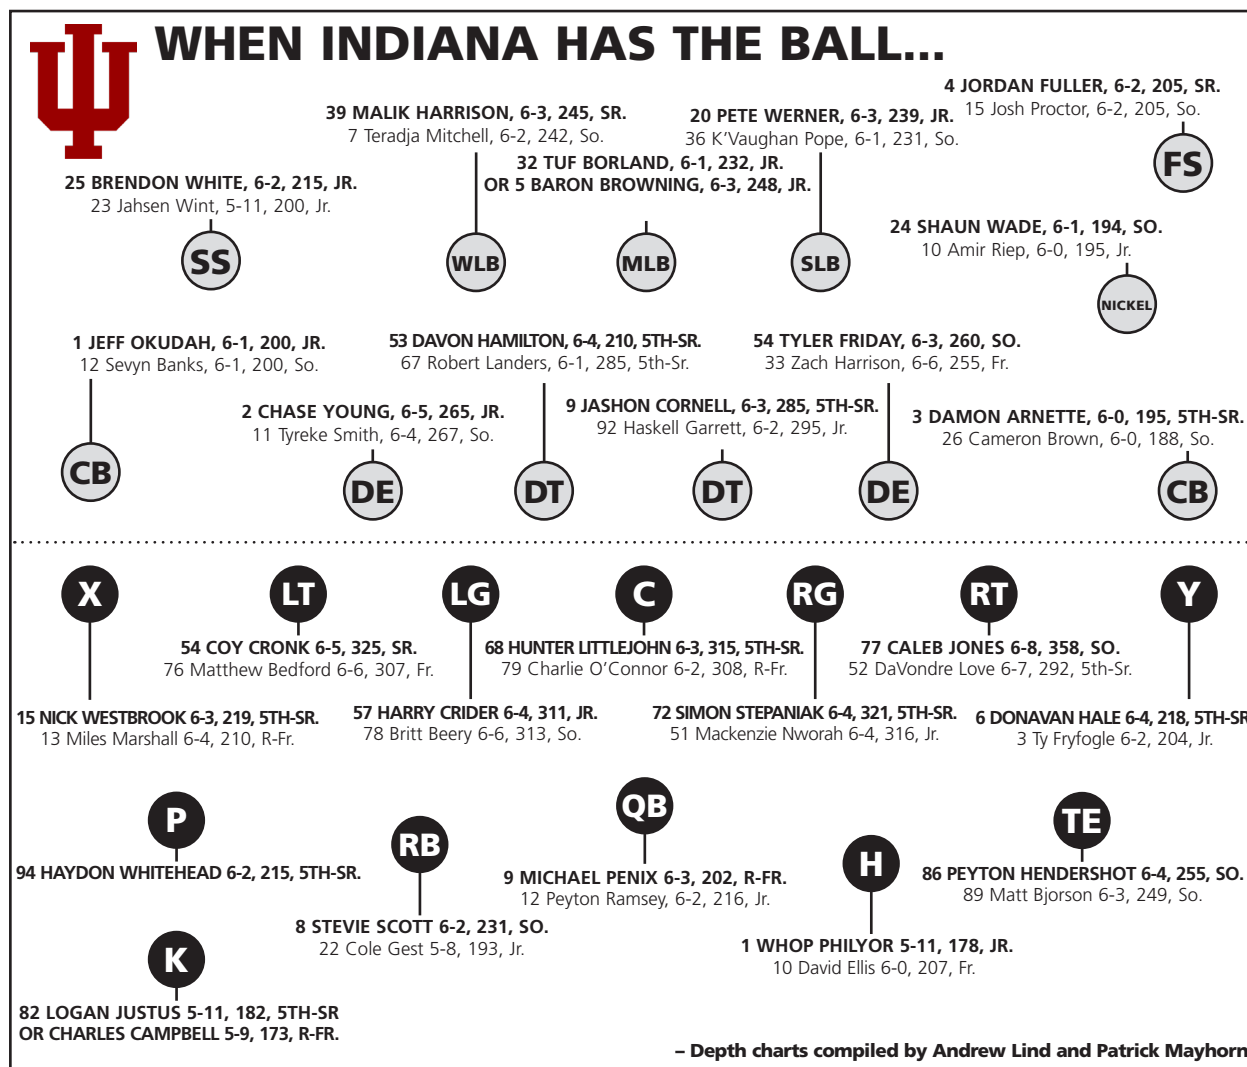 WHEN INDIANA HAS THE BALL...
4 JORDAN FULLER, 6-2, 205, SR.
15 Josh Proctor, 6-2, 205, So.
FS
39 MALIK HARRISON, 6-3, 245, SR.
7 Teradja Mitchell, 6-2, 242, So.
20 PETE WERNER, 6-3, 239, JR.
36 K'Vaughan Pope, 6-1, 231, So.
32 TUF BORLAND, 6-1, 232, JR.
OR 5 BARON BROWNING, 6-3, 248, JR.
25 BRENDON WHITE, 6-2, 215, JR.
23 Jahsen Wint, 5-11, 200, Jr.
24 SHAUN WADE, 6-1, 194, SO.
10 Amir Riep, 6-0, 195, Jr.
SS
WLB
MLB
SLB
NICKEL
1 JEFF OKUDAH, 6-1, 200, JR.
12 Sevyn Banks, 6-1, 200, So.
53 DAVON HAMILTON, 6-4, 210, 5TH-SR.
67 Robert Landers, 6-1, 285, 5th-Sr.
54 TYLER FRIDAY, 6-3, 260, SO.
33 Zach Harrison, 6-6, 255, Fr.
2 CHASE YOUNG, 6-5, 265, JR.
11 Tyreke Smith, 6-4, 267, So.
9 JASHON CORNELL, 6-3, 285, 5TH-SR.
92 Haskell Garrett, 6-2, 295, Jr.
3 DAMON ARNETTE, 6-0, 195, 5TH-SR.
26 Cameron Brown, 6-0, 188, So.
CB
DE
DT
DT
DE
CB
X
LT
LG
C
RG
RT
Y
54 COY CRONK 6-5, 325, SR.
76 Matthew Bedford 6-6, 307, Fr.
68 HUNTER LITTLEJOHN 6-3, 315, 5TH-SR.
79 Charlie O'Connor 6-2, 308, R-Fr.
77 CALEB JONES 6-8, 358, SO.
52 DaVondre Love 6-7, 292, 5th-Sr.
15 NICK WESTBROOK 6-3, 219, 5TH-SR.
13 Miles Marshall 6-4, 210, R-Fr.
57 HARRY CRIDER 6-4, 311, JR.
78 Britt Beery 6-6, 313, So.
72 SIMON STEPANIAK 6-4, 321, 5TH-SR.
51 Mackenzie Nworah 6-4, 316, Jr.
6 DONAVAN HALE 6-4, 218, 5TH-SR
3 Ty Fryfogle 6-2, 204, Jr.
P
94 HAYDON WHITEHEAD 6-2, 215, 5TH-SR.
RB
8 STEVIE SCOTT 6-2, 231, SO.
22 Cole Gest 5-8, 193, Jr.
QB
9 MICHAEL PENIX 6-3, 202, R-FR.
12 Peyton Ramsey, 6-2, 216, Jr.
H
1 WHOP PHILYOR 5-11, 178, JR.
10 David Ellis 6-0, 207, Fr.
TE
86 PEYTON HENDERSHOT 6-4, 255, SO.
89 Matt Bjorson 6-3, 249, So.
K
82 LOGAN JUSTUS 5-11, 182, 5TH-SR
OR CHARLES CAMPBELL 5-9, 173, R-FR.
– Depth charts compiled by Andrew Lind and Patrick Mayhorn